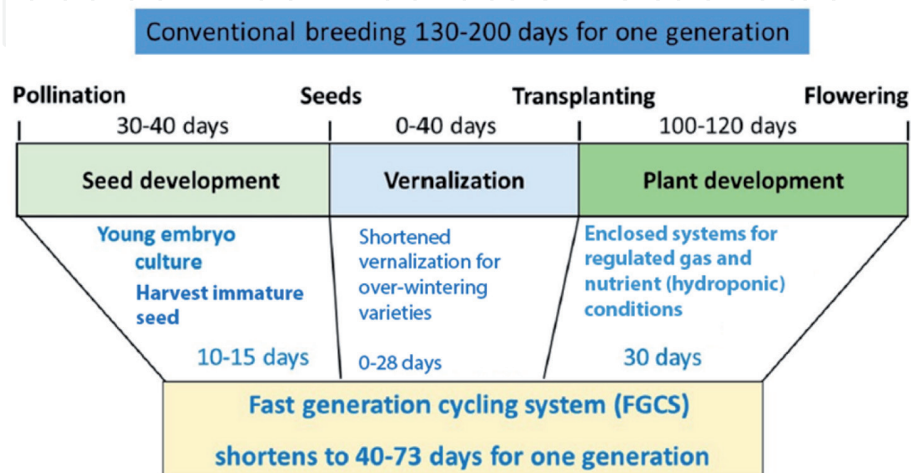 Conventional breeding 130-200 days for one generation
Pollination Seeds Transplanting Flowering
30-40 days 0-40 days 100-120 days
Seed development Vernalization Plant development
Young embryo
culture
Harvest immature
seed
10-15 days
Shortened
vernalization for
over-wintering
varieties
0-28 days
Enclosed systems for
regulated gas and
nutrient (hydroponic)
conditions
30 days
Fast generation cycling system (FGCS)
shortens to 40-73 days for one generation